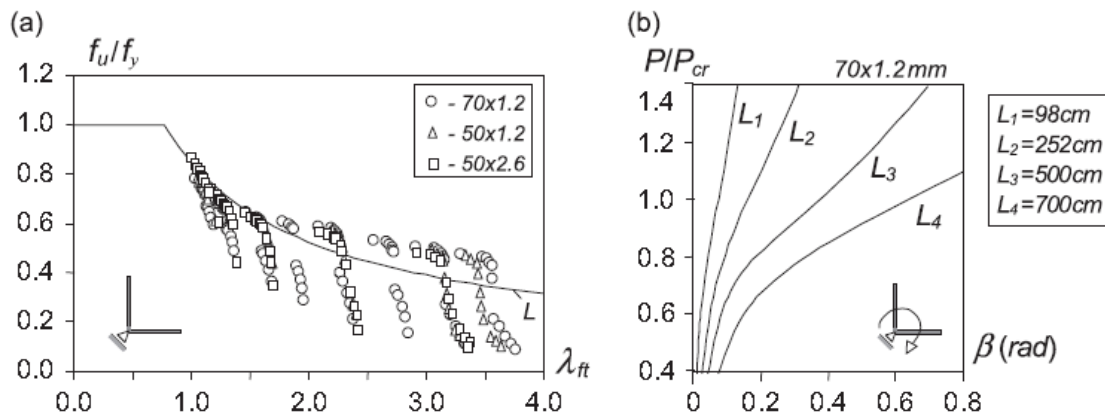 (a)
f_u/f_y
1.2
1.0
0.8
0.6
0.4
0.2
0.0
0.0 1.0 2.0 3.0 4.0
λ_ft
- 70x1.2
- 50x1.2
- 50x2.6
L
(b)
P/P_cr
70x1.2mm
1.4
1.2
1.0
0.8
0.6
0.4
0 0.2 0.4 0.6 0.8
β (rad)
L_1
L_2
L_3
L_4
L_1=98cm
L_2=252cm
L_3=500cm
L_4=700cm